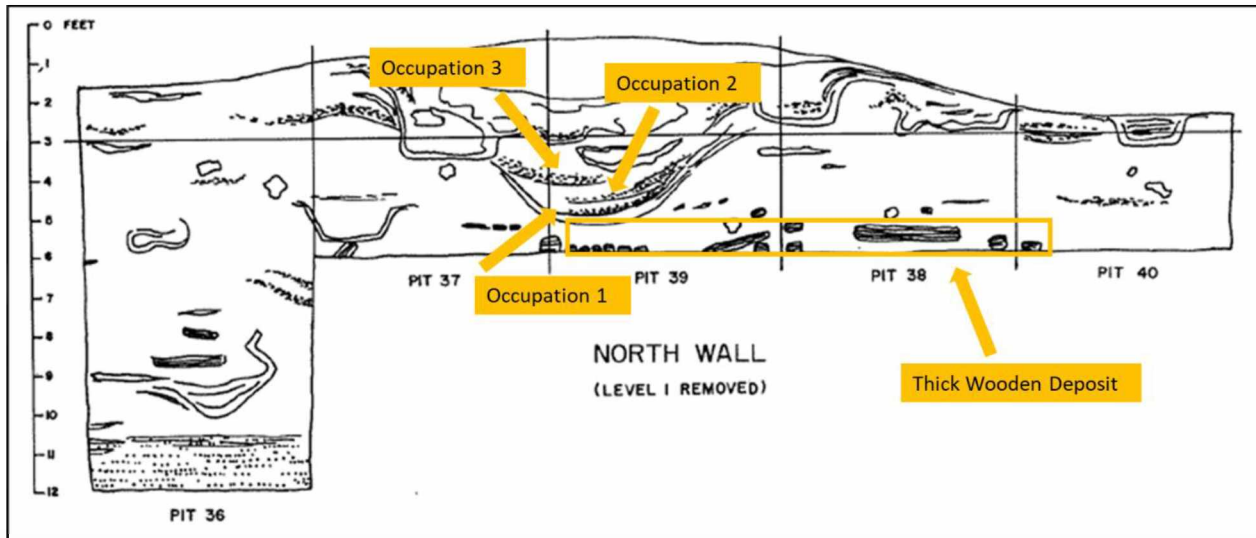 0 FEET
1
2
3
4
5
6
7
8
9
10
11
12
Occupation 3
Occupation 2
Occupation 1
PIT 37
PIT 39
PIT 38
PIT 40
NORTH WALL
(LEVEL I REMOVED)
Thick Wooden Deposit
PIT 36